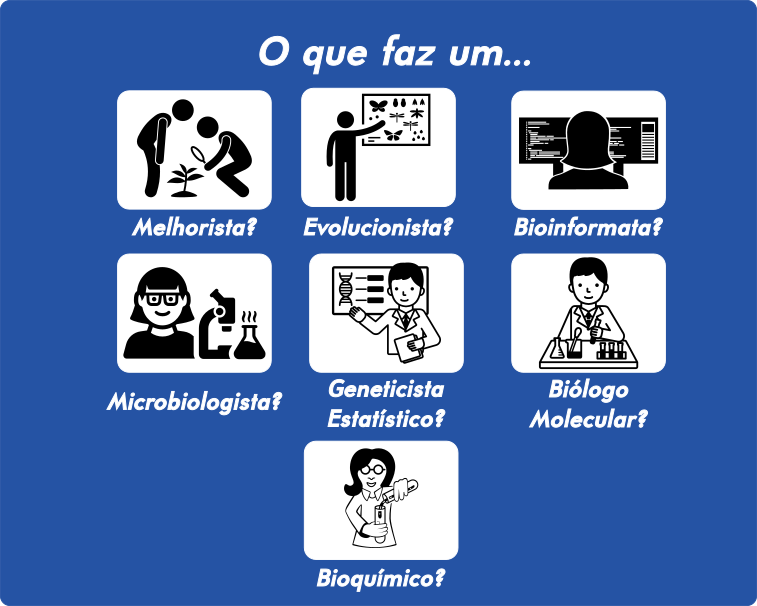 O que faz um...
Melhorista?
Evolucionista?
Bioinformata?
Microbiologista?
Geneticista
Estatístico?
Biólogo
Molecular?
Bioquímico?